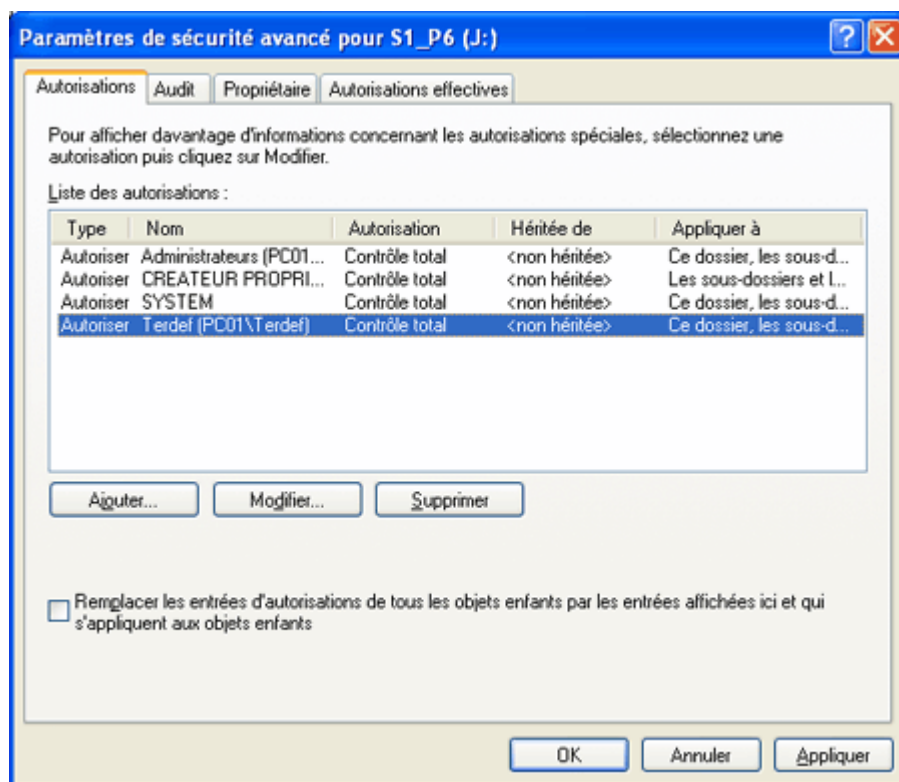 Paramètres de sécurité avancé pour S1_P6 (J:)
Autorisations Audit Propriétaire Autorisations effectives
Pour afficher davantage d'informations concernant les autorisations spéciales, sélectionnez une
autorisation puis cliquez sur Modifier.
Liste des autorisations :
Type Nom Autorisation Héritée de Appliquer à
Autoriser Administrateurs (PC01... Contrôle total <non héritée> Ce dossier, les sous-d...
Autoriser CREATEUR PROPRI... Contrôle total <non héritée> Les sous-dossiers et l...
Autoriser SYSTEM Contrôle total <non héritée> Ce dossier, les sous-d...
Autoriser Terdef (PC01\Terdef) Contrôle total <non héritée> Ce dossier, les sous-d...
Ajouter... Modifier... Supprimer
Remplacer les entrées d'autorisations de tous les objets enfants par les entrées affichées ici et qui
s'appliquent aux objets enfants
OK Annuler Appliquer